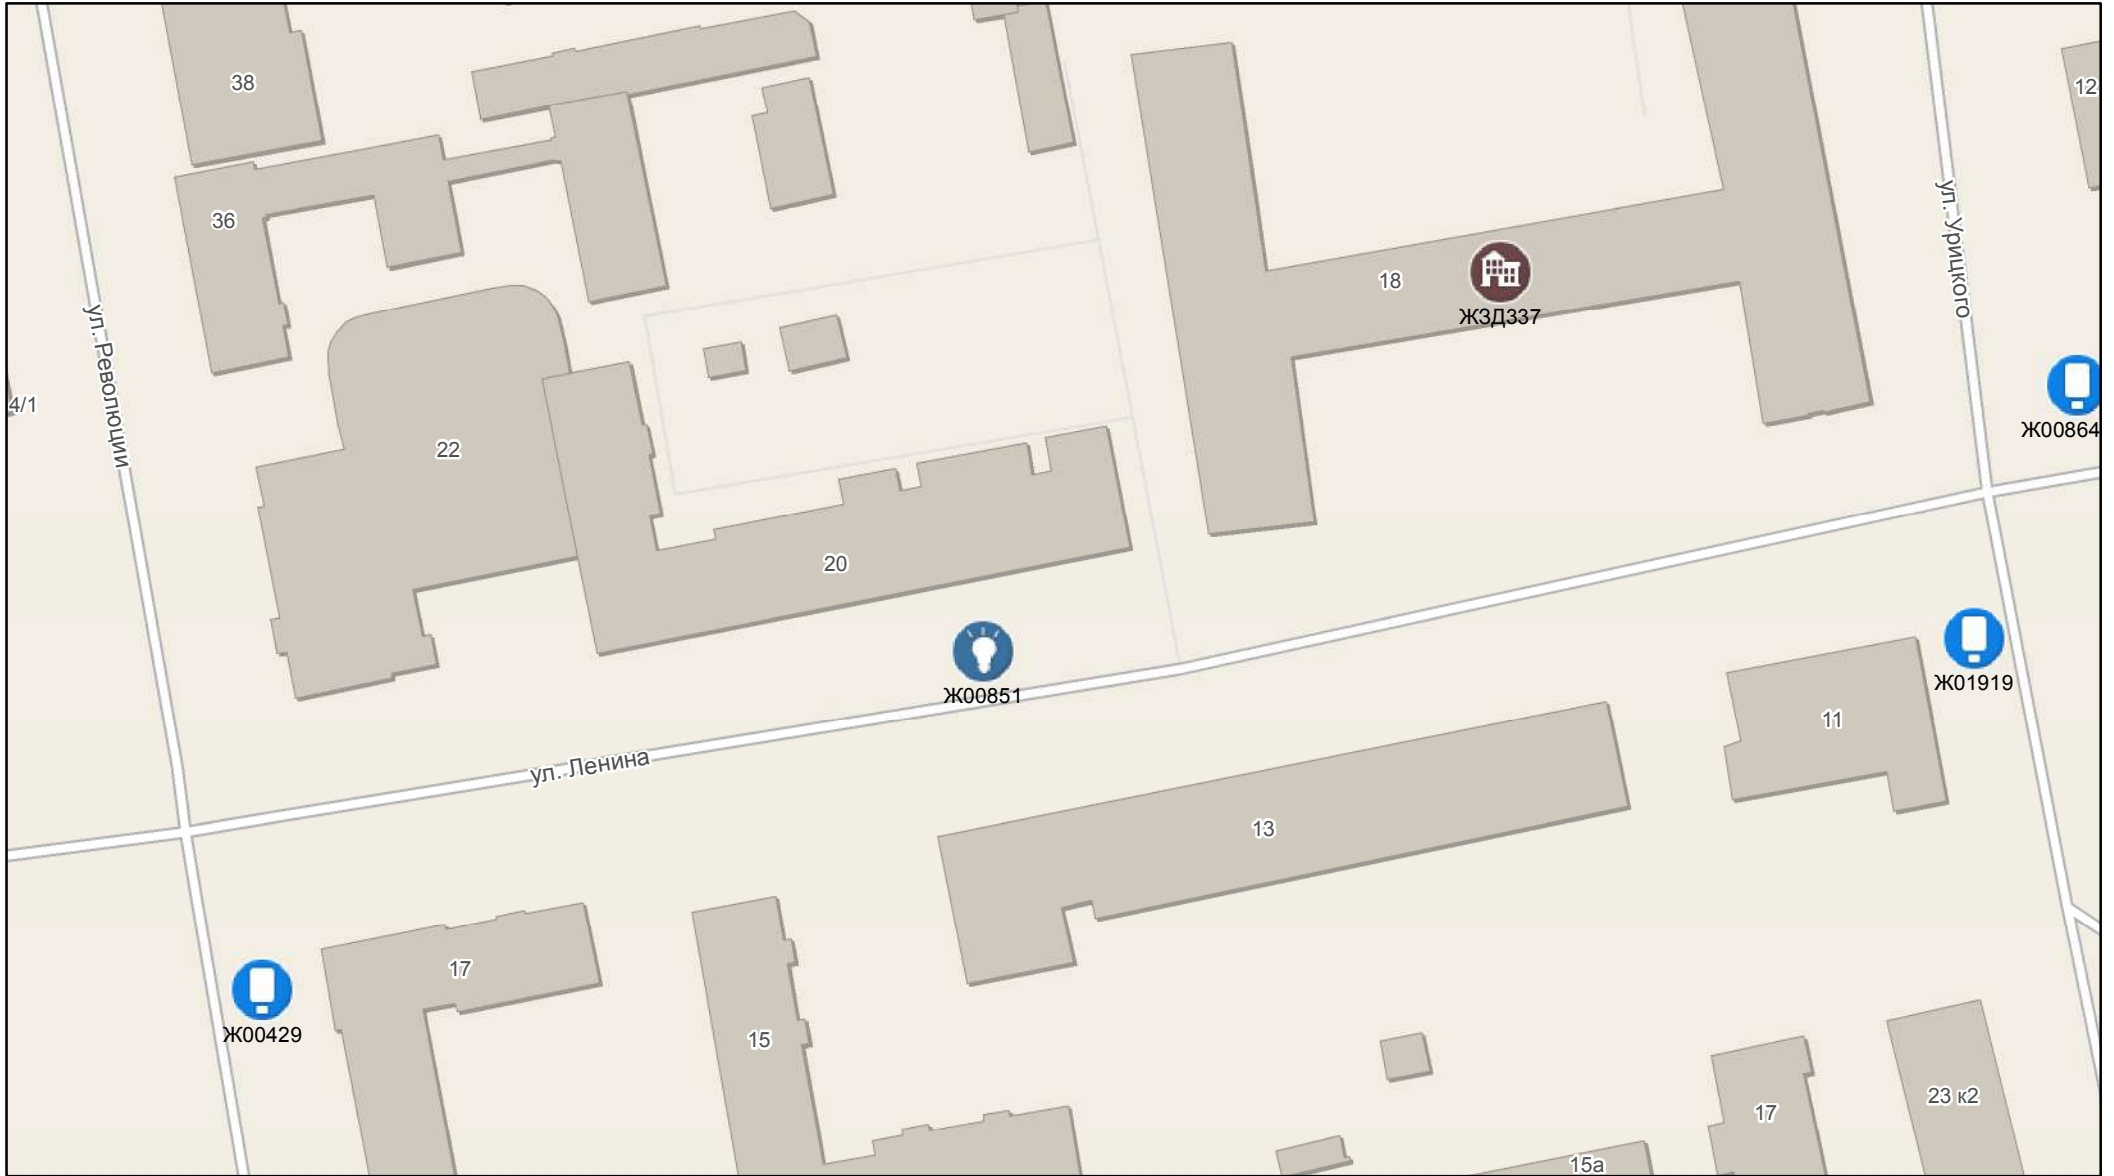 38
12
36
18
ЖЗД337
ул. Урицкого
ул. Революции
4/1
Ж00864
22
20
Ж00851
Ж01919
11
ул. Ленина
13
17
Ж00429
15
23 к2
17
15а